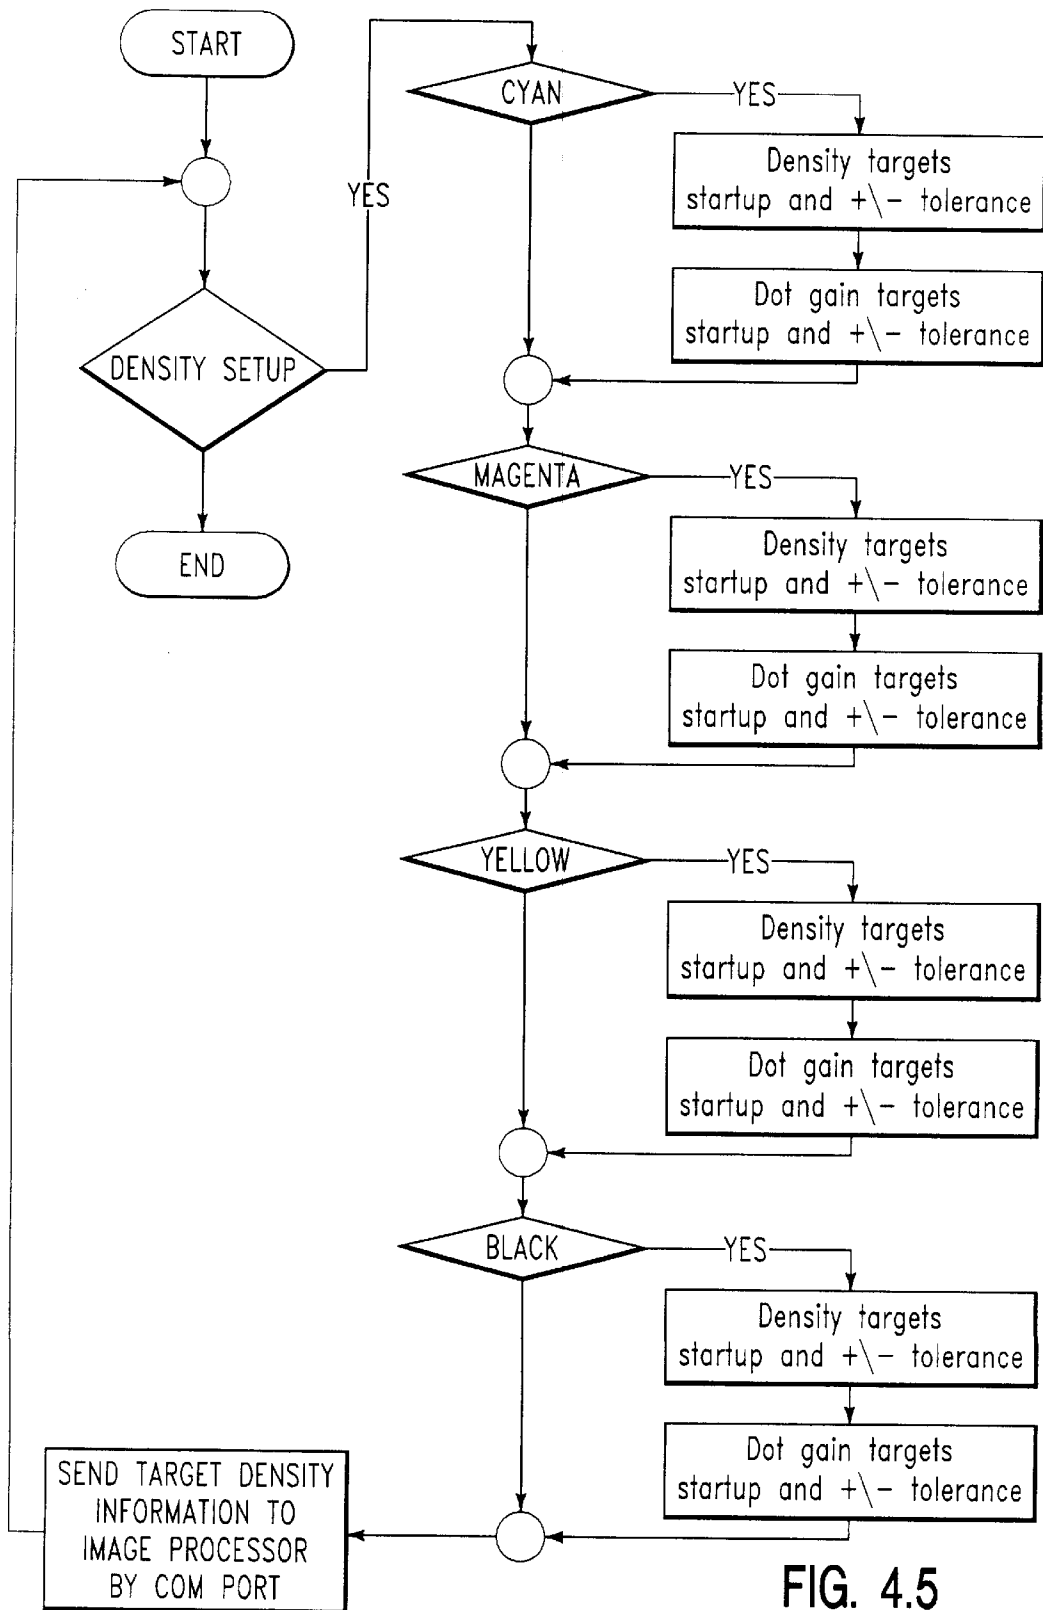 START
YES
DENSITY SETUP
END
CYAN
YES
Density targets
startup and +\- tolerance
Dot gain targets
startup and +\- tolerance
MAGENTA
YES
Density targets
startup and +\- tolerance
Dot gain targets
startup and +\- tolerance
YELLOW
YES
Density targets
startup and +\- tolerance
Dot gain targets
startup and +\- tolerance
BLACK
YES
Density targets
startup and +\- tolerance
Dot gain targets
startup and +\- tolerance
SEND TARGET DENSITY
INFORMATION TO
IMAGE PROCESSOR
BY COM PORT
FIG. 4.5